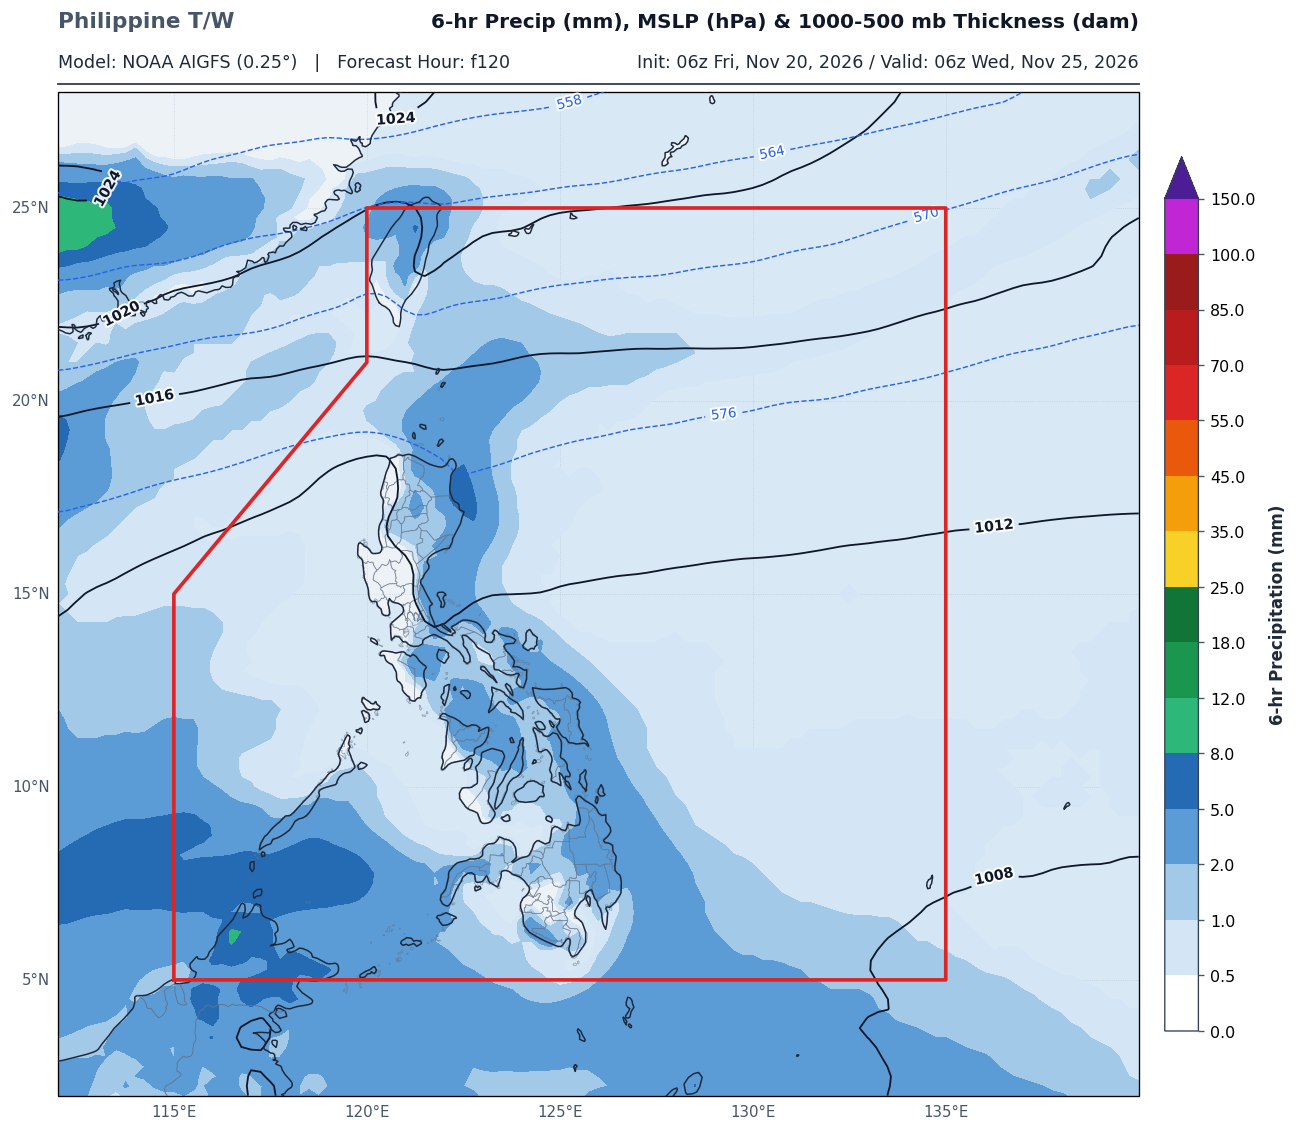 Philippine T/W
6-hr Precip (mm), MSLP (hPa) & 1000-500 mb Thickness (dam)
Model: NOAA AIGFS (0.25°)   |   Forecast Hour: f120
Init: 06z Fri, Nov 20, 2026 / Valid: 06z Wed, Nov 25, 2026
558
1024
564
1024
570
1020
1016
576
1012
1008
25°N
20°N
15°N
10°N
5°N
115°E
120°E
125°E
130°E
135°E
150.0
100.0
85.0
70.0
55.0
45.0
35.0
25.0
18.0
12.0
8.0
5.0
2.0
1.0
0.5
0.0
6-hr Precipitation (mm)